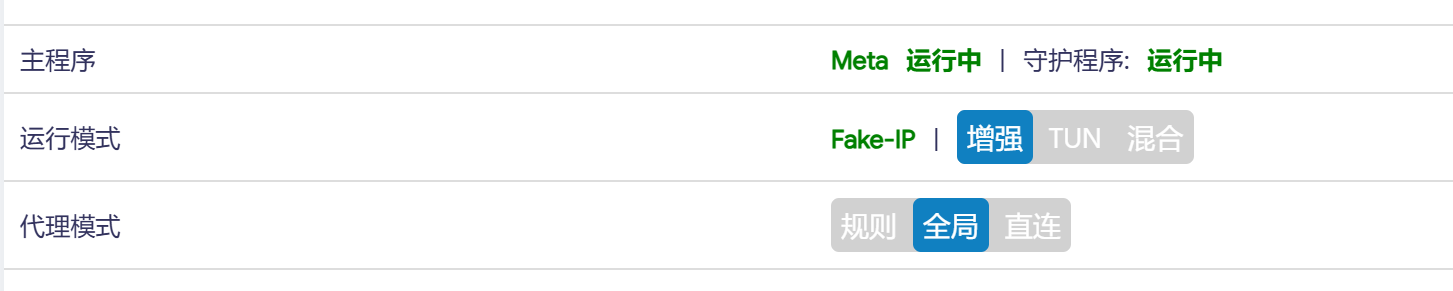 主程序 Meta 运行中 | 守护程序: 运行中
运行模式 Fake-IP | 增强 TUN 混合
代理模式 规则 全局 直连